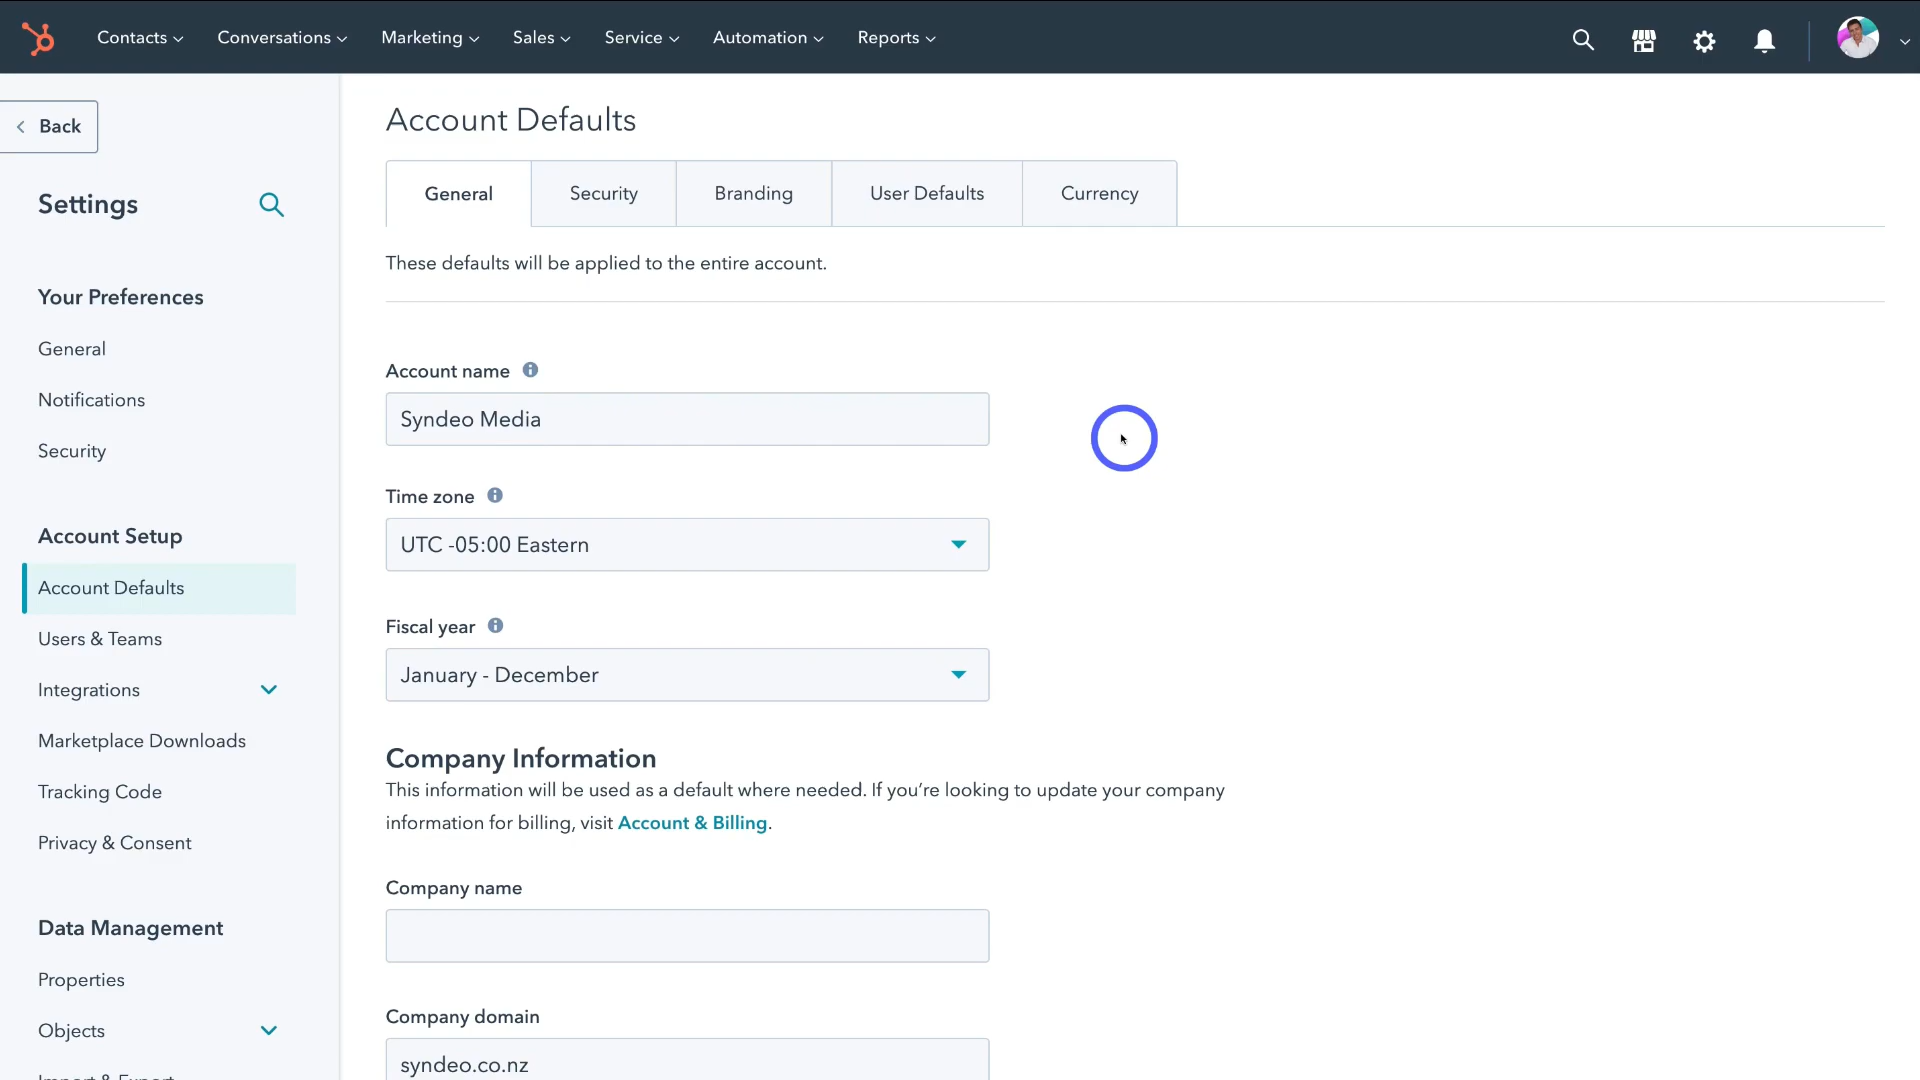 Contacts
Conversations
Marketing
Sales
Service
Automation
Reports
Back
Settings
Your Preferences
General
Notifications
Security
Account Setup
Account Defaults
Users & Teams
Integrations
Marketplace Downloads
Tracking Code
Privacy & Consent
Data Management
Properties
Objects
Import & Export
Account Defaults
General
Security
Branding
User Defaults
Currency
These defaults will be applied to the entire account.
Account name
Syndeo Media
Time zone
UTC -05:00 Eastern
Fiscal year
January - December
Company Information
This information will be used as a default where needed. If you’re looking to update your company
information for billing, visit Account & Billing.
Company name
Company domain
syndeo.co.nz